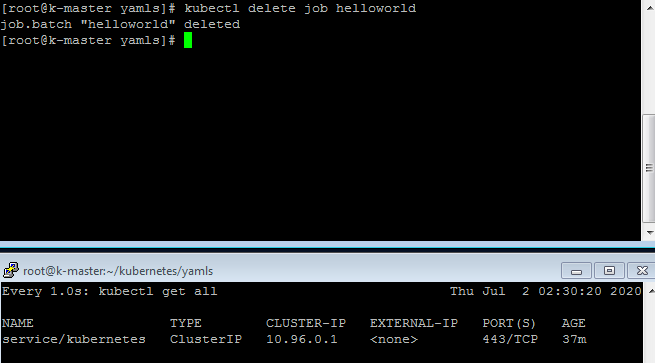 [root@k-master yamls]# kubectl delete job helloworld
job.batch "helloworld" deleted
[root@k-master yamls]#
root@k-master:~/kubernetes/yamls
Every 1.0s: kubectl get all Thu Jul  2 02:30:20 2020
NAME TYPE CLUSTER-IP EXTERNAL-IP PORT(S) AGE
service/kubernetes ClusterIP 10.96.0.1 <none> 443/TCP 37m